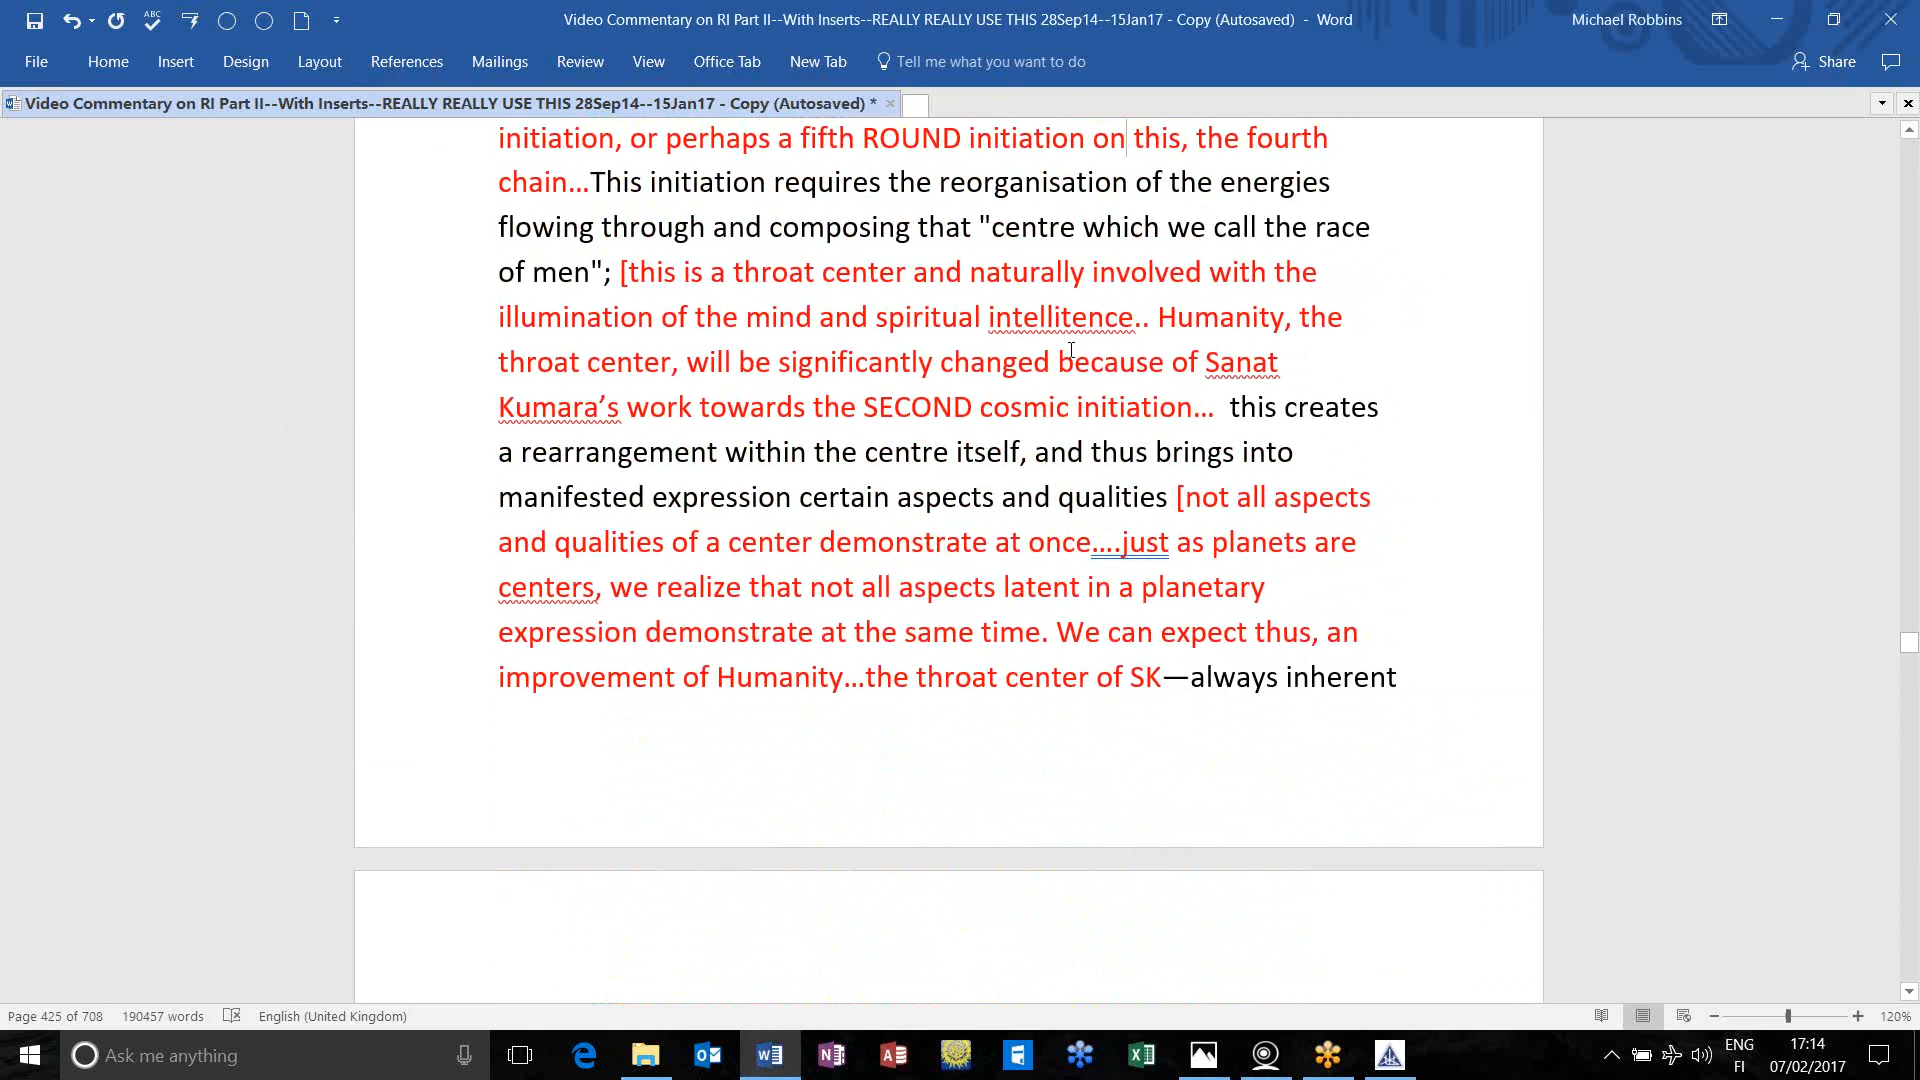 Video Commentary on RI Part II--With Inserts--REALLY REALLY USE THIS 28Sep14--15Jan17 - Copy (Autosaved) - Word
Michael Robbins
File Home Insert Design Layout References Mailings Review View Office Tab New Tab Tell me what you want to do Share
Video Commentary on RI Part II--With Inserts--REALLY REALLY USE THIS 28Sep14--15Jan17 - Copy (Autosaved) *
initiation, or perhaps a fifth ROUND initiation on this, the fourth
chain…This initiation requires the reorganisation of the energies
flowing through and composing that "centre which we call the race
of men"; [this is a throat center and naturally involved with the
illumination of the mind and spiritual intellitence.. Humanity, the
throat center, will be significantly changed because of Sanat
Kumara’s work towards the SECOND cosmic initiation… this creates
a rearrangement within the centre itself, and thus brings into
manifested expression certain aspects and qualities [not all aspects
and qualities of a center demonstrate at once….just as planets are
centers, we realize that not all aspects latent in a planetary
expression demonstrate at the same time. We can expect thus, an
improvement of Humanity…the throat center of SK—always inherent
Page 425 of 708 190457 words English (United Kingdom) 120%
Ask me anything
ENG 17:14
FI 07/02/2017